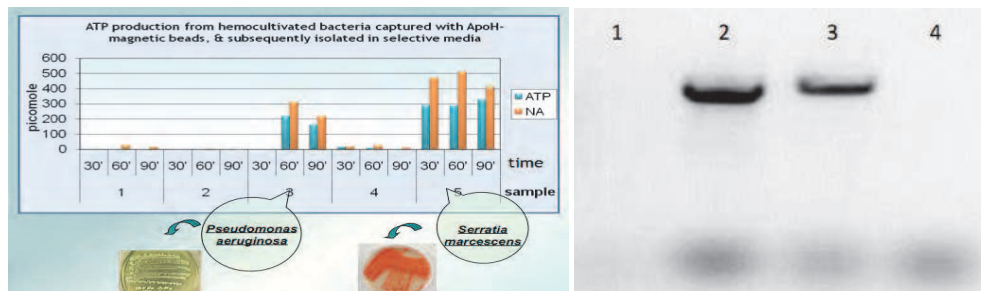 ATP production from hemocultivated bacteria captured with ApoH-
magnetic beads, & subsequently isolated in selective media
600
500
400
300
200
100
0
picomole
ATP
NA
30' 60' 90' 30' 60' 90' 30' 60' 90' 30' 60' 90' 30' 60' 90' time
1 2 3 4 5 sample
Pseudomonas
aeruginosa
Serratia
marcescens
1 2 3 4